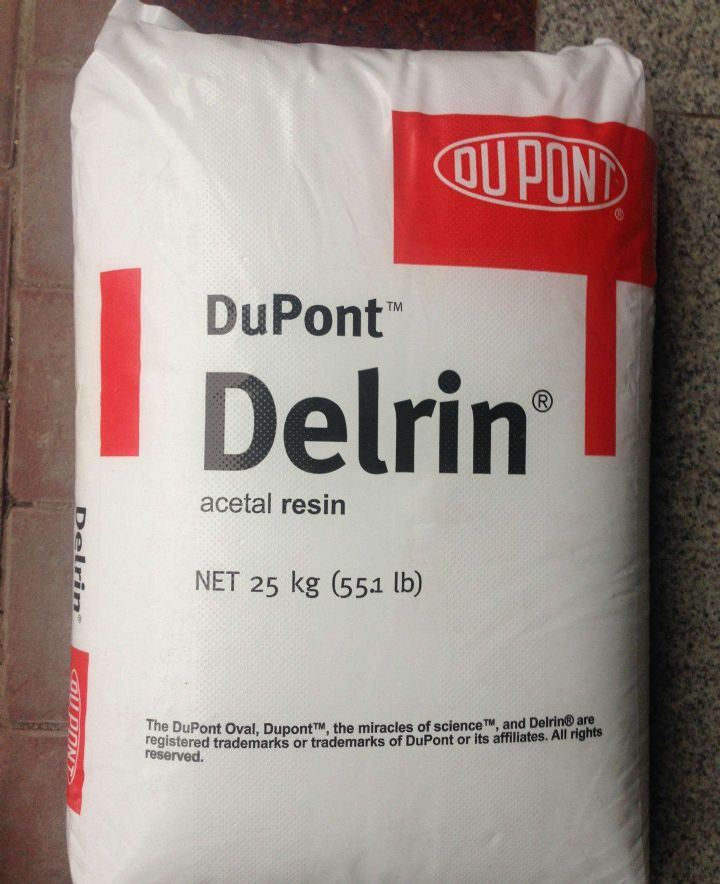 DU PONT
®
DuPont™
Delrin®
acetal resin
NET 25 kg (55.1 lb)
Delrin®
DU PONT
The DuPont Oval, Dupont™, the miracles of science™, and Delrin® are
registered trademarks or trademarks of DuPont or its affiliates. All rights
reserved.